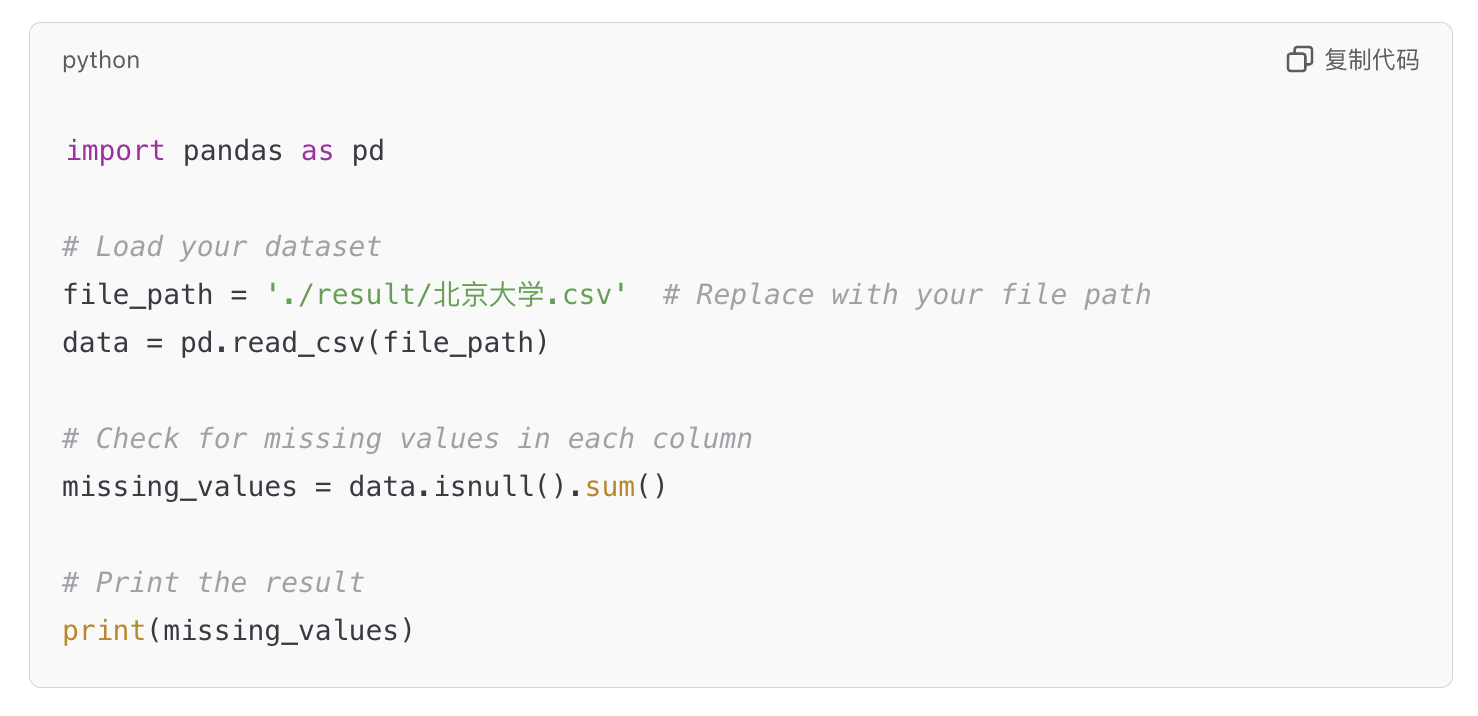 python
复制代码
import pandas as pd
# Load your dataset
file_path = './result/北京大学.csv'  # Replace with your file path
data = pd.read_csv(file_path)
# Check for missing values in each column
missing_values = data.isnull().sum()
# Print the result
print(missing_values)